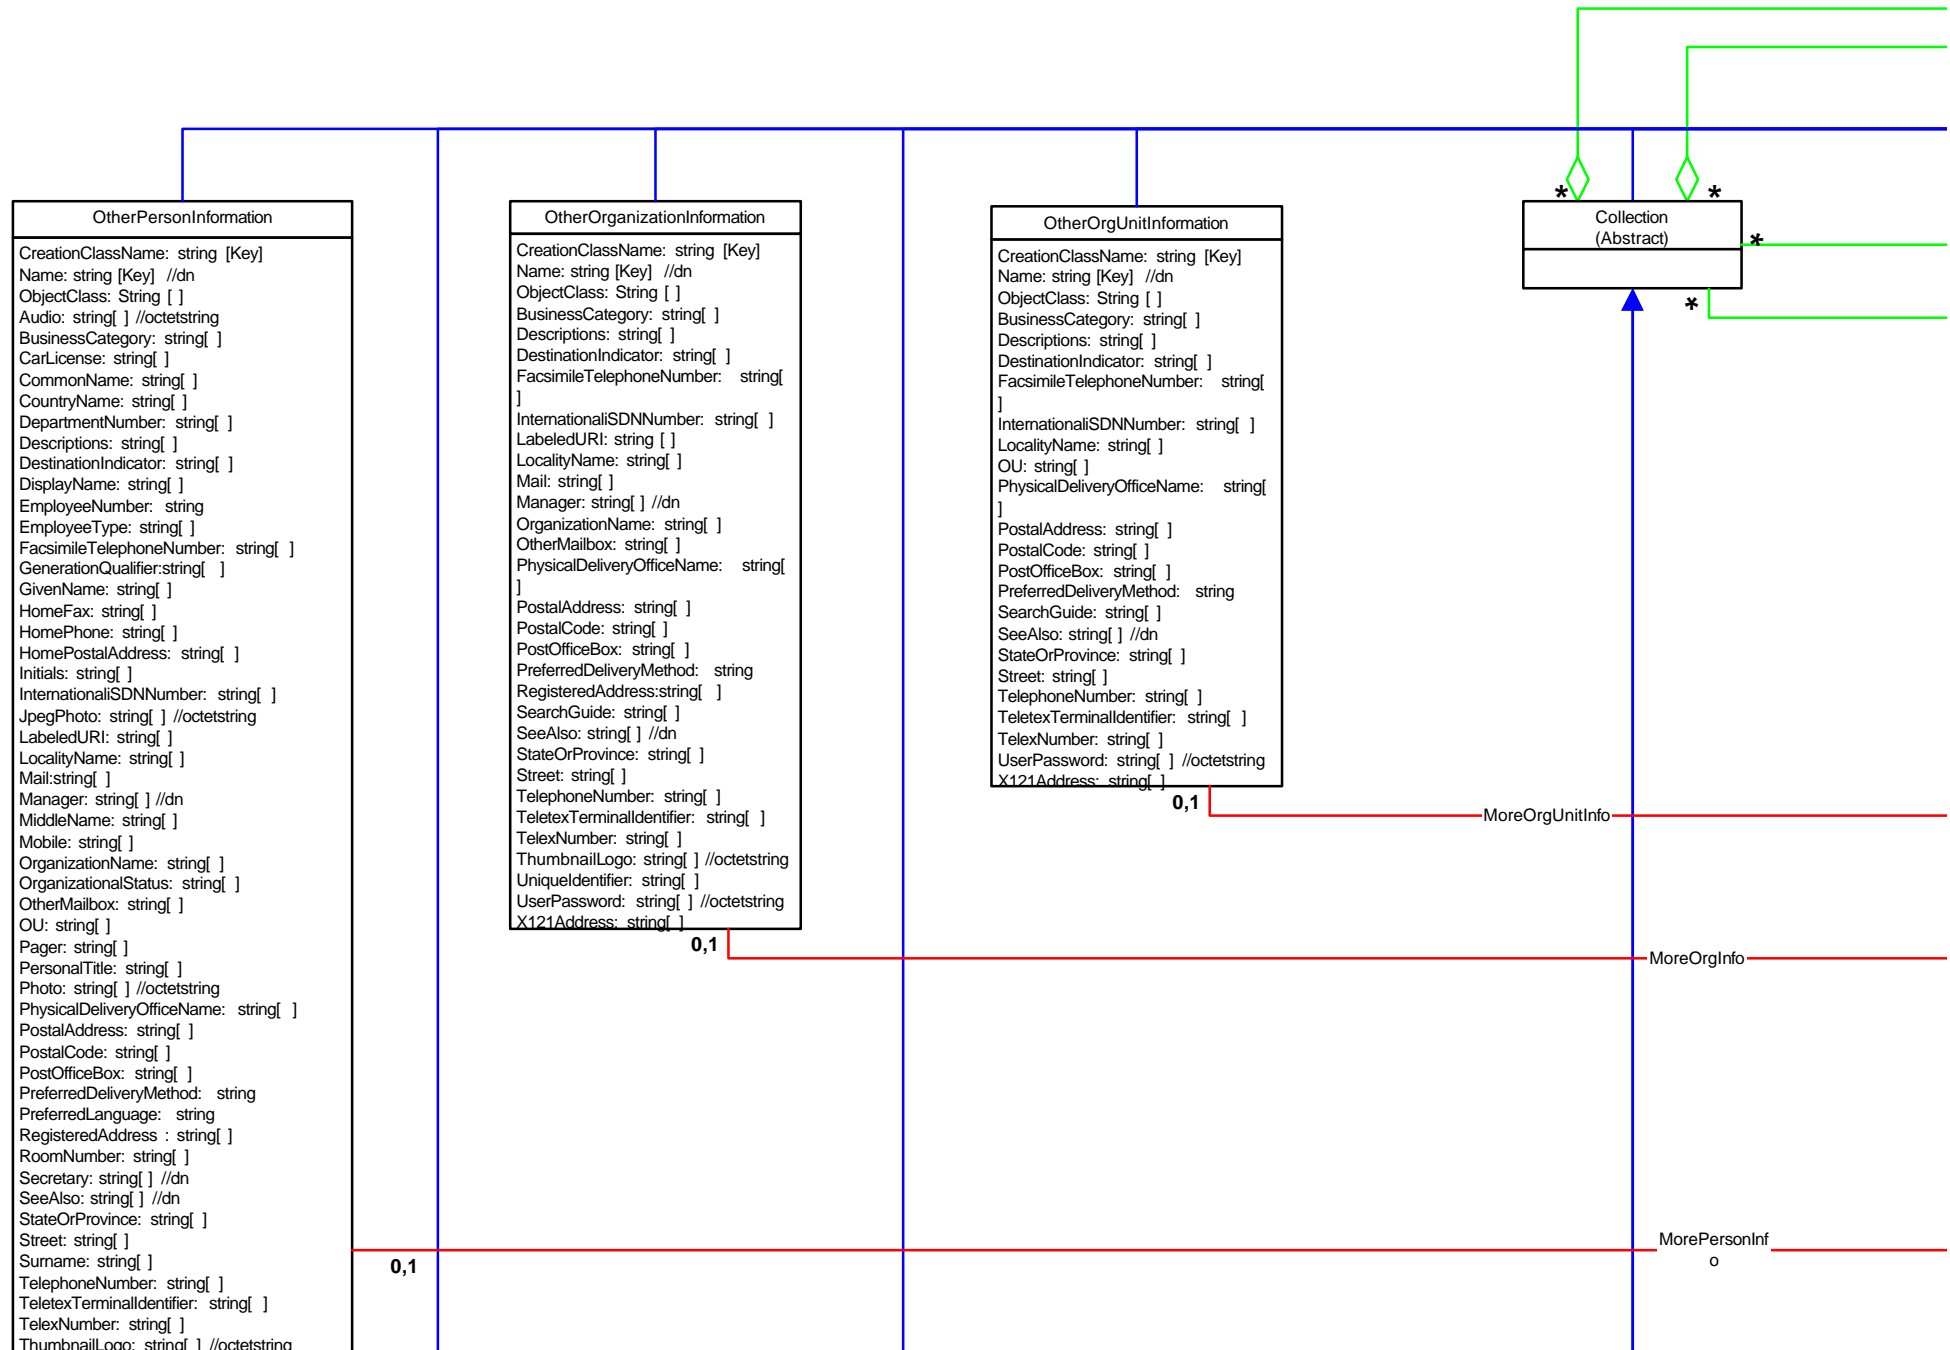 OtherPersonInformation
CreationClassName: string [Key]
Name: string [Key] //dn
ObjectClass: String [ ]
Audio: string[ ] //octetstring
BusinessCategory: string[ ]
CarLicense: string[ ]
CommonName: string[ ]
CountryName: string[ ]
DepartmentNumber: string[ ]
Descriptions: string[ ]
DestinationIndicator: string[ ]
DisplayName: string[ ]
EmployeeNumber: string
EmployeeType: string[ ]
FacsimileTelephoneNumber: string[ ]
GenerationQualifier:string[ ]
GivenName: string[ ]
HomeFax: string[ ]
HomePhone: string[ ]
HomePostalAddress: string[ ]
Initials: string[ ]
InternationaliSDNNumber: string[ ]
JpegPhoto: string[ ] //octetstring
LabeledURI: string[ ]
LocalityName: string[ ]
Mail:string[ ]
Manager: string[ ] //dn
MiddleName: string[ ]
Mobile: string[ ]
OrganizationName: string[ ]
OrganizationalStatus: string[ ]
OtherMailbox: string[ ]
OU: string[ ]
Pager: string[ ]
PersonalTitle: string[ ]
Photo: string[ ] //octetstring
PhysicalDeliveryOfficeName: string[ ]
PostalAddress: string[ ]
PostalCode: string[ ]
PostOfficeBox: string[ ]
PreferredDeliveryMethod: string
PreferredLanguage: string
RegisteredAddress : string[ ]
RoomNumber: string[ ]
Secretary: string[ ] //dn
SeeAlso: string[ ] //dn
StateOrProvince: string[ ]
Street: string[ ]
Surname: string[ ]
TelephoneNumber: string[ ]
TeletexTerminalIdentifier: string[ ]
TelexNumber: string[ ]
ThumbnailLogo: string[ ] //octetstring
0,1
OtherOrganizationInformation
CreationClassName: string [Key]
Name: string [Key] //dn
ObjectClass: String [ ]
BusinessCategory: string[ ]
Descriptions: string[ ]
DestinationIndicator: string[ ]
FacsimileTelephoneNumber: string[
]
InternationaliSDNNumber: string[ ]
LabeledURI: string [ ]
LocalityName: string[ ]
Mail: string[ ]
Manager: string[ ] //dn
OrganizationName: string[ ]
OtherMailbox: string[ ]
PhysicalDeliveryOfficeName: string[
]
PostalAddress: string[ ]
PostalCode: string[ ]
PostOfficeBox: string[ ]
PreferredDeliveryMethod: string
RegisteredAddress:string[ ]
SearchGuide: string[ ]
SeeAlso: string[ ] //dn
StateOrProvince: string[ ]
Street: string[ ]
TelephoneNumber: string[ ]
TeletexTerminalIdentifier: string[ ]
TelexNumber: string[ ]
ThumbnailLogo: string[ ] //octetstring
UniqueIdentifier: string[ ]
UserPassword: string[ ] //octetstring
X121Address: string[ ]
0,1
OtherOrgUnitInformation
CreationClassName: string [Key]
Name: string [Key] //dn
ObjectClass: String [ ]
BusinessCategory: string[ ]
Descriptions: string[ ]
DestinationIndicator: string[ ]
FacsimileTelephoneNumber: string[
]
InternationaliSDNNumber: string[ ]
LocalityName: string[ ]
OU: string[ ]
PhysicalDeliveryOfficeName: string[
]
PostalAddress: string[ ]
PostalCode: string[ ]
PostOfficeBox: string[ ]
PreferredDeliveryMethod: string
SearchGuide: string[ ]
SeeAlso: string[ ] //dn
StateOrProvince: string[ ]
Street: string[ ]
TelephoneNumber: string[ ]
TeletexTerminalIdentifier: string[ ]
TelexNumber: string[ ]
UserPassword: string[ ] //octetstring
X121Address: string[ ]
0,1
* *
Collection
(Abstract)
*
*
MoreOrgUnitInfo
MoreOrgInfo
MorePersonInf
o